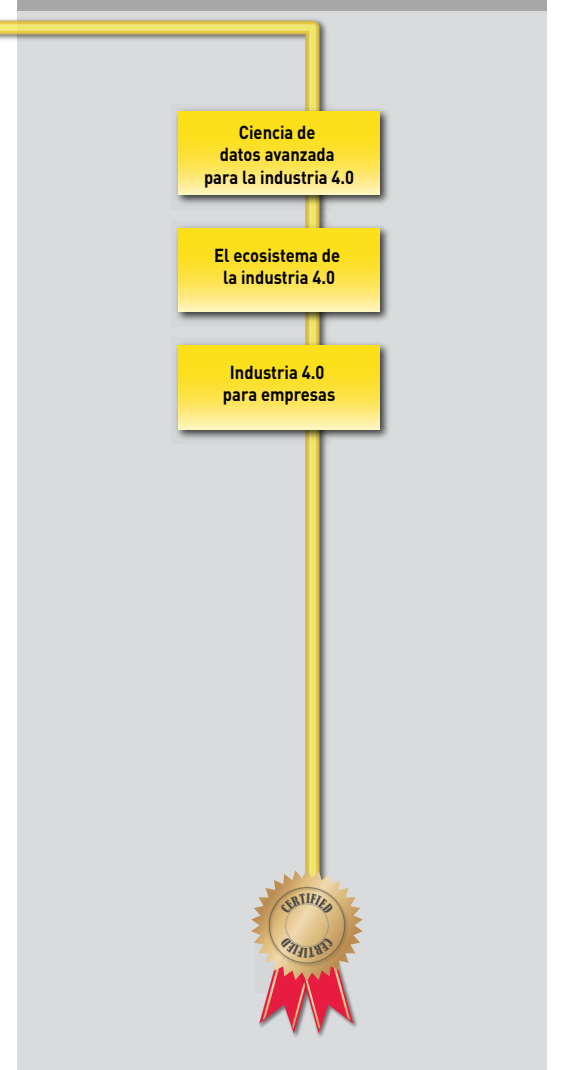 Ciencia de
datos avanzada
para la industria 4.0
El ecosistema de
la industria 4.0
Industria 4.0
para empresas
CERTIFIED
CERTIFIED